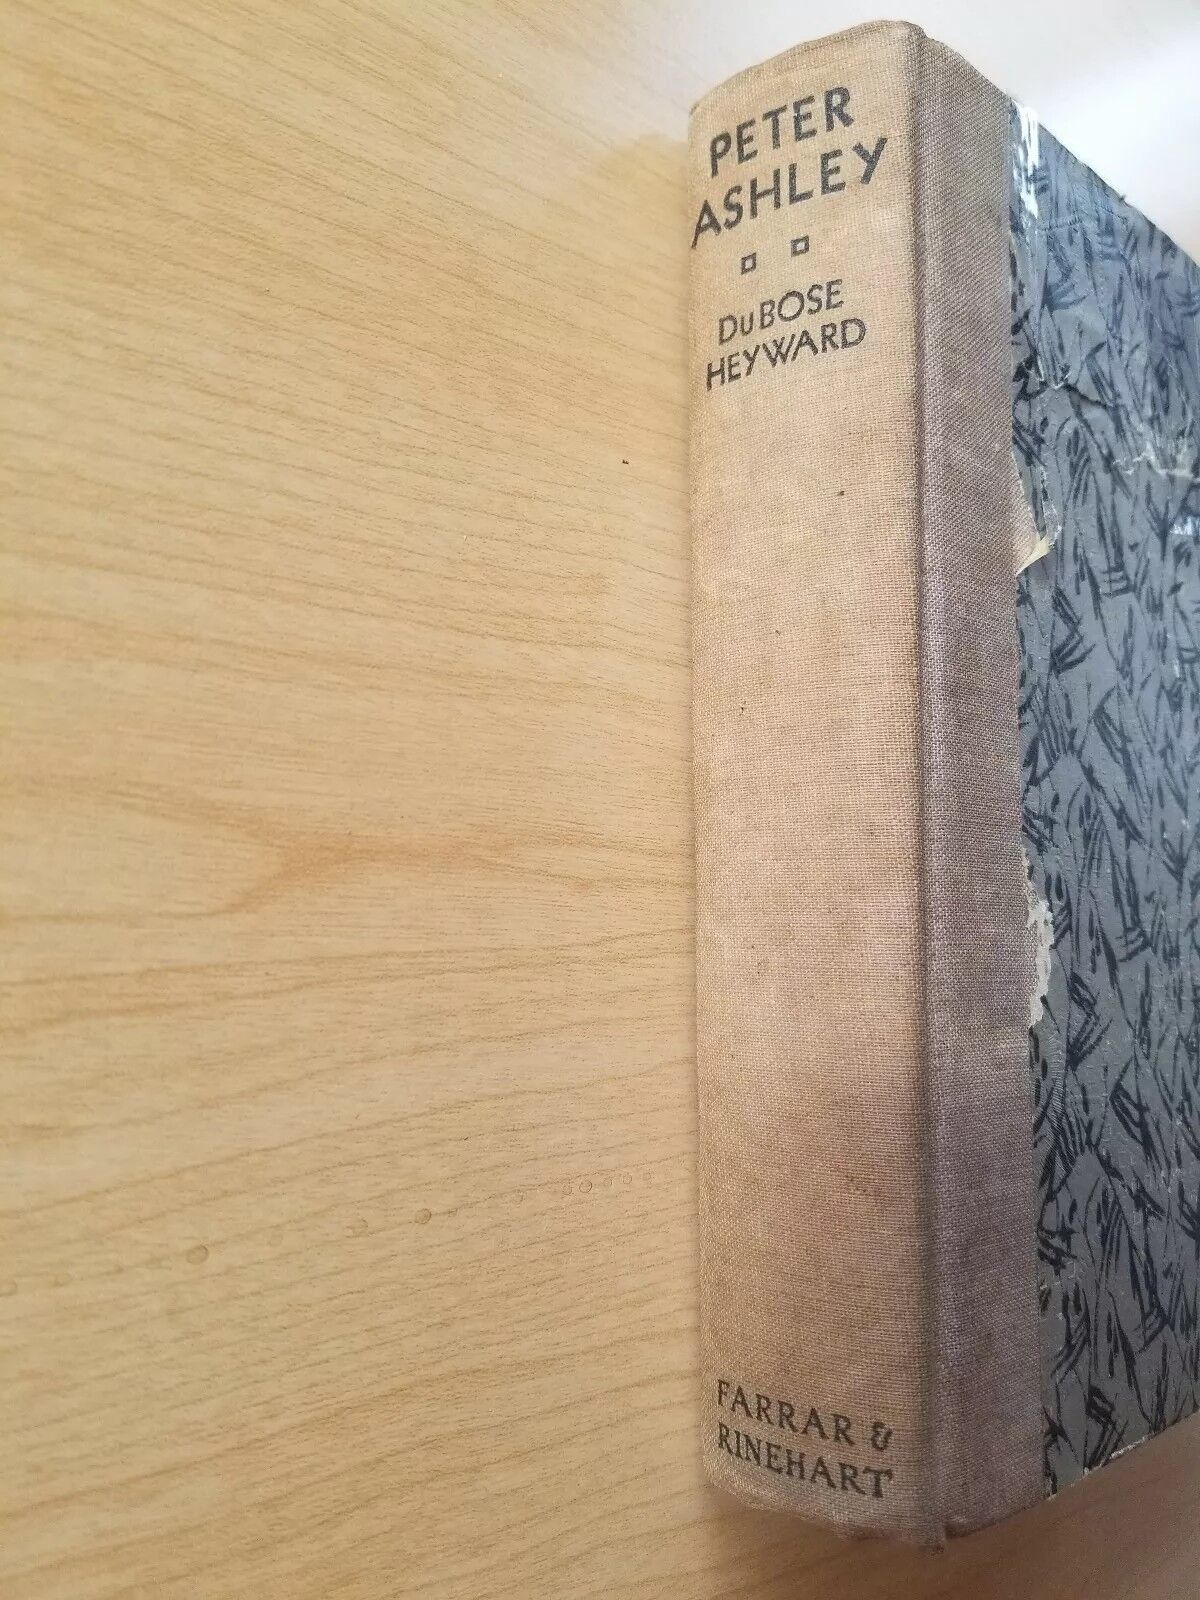 PETER
ASHLEY
DuBOSE
HEYWARD
FARRAR &
RINEHART